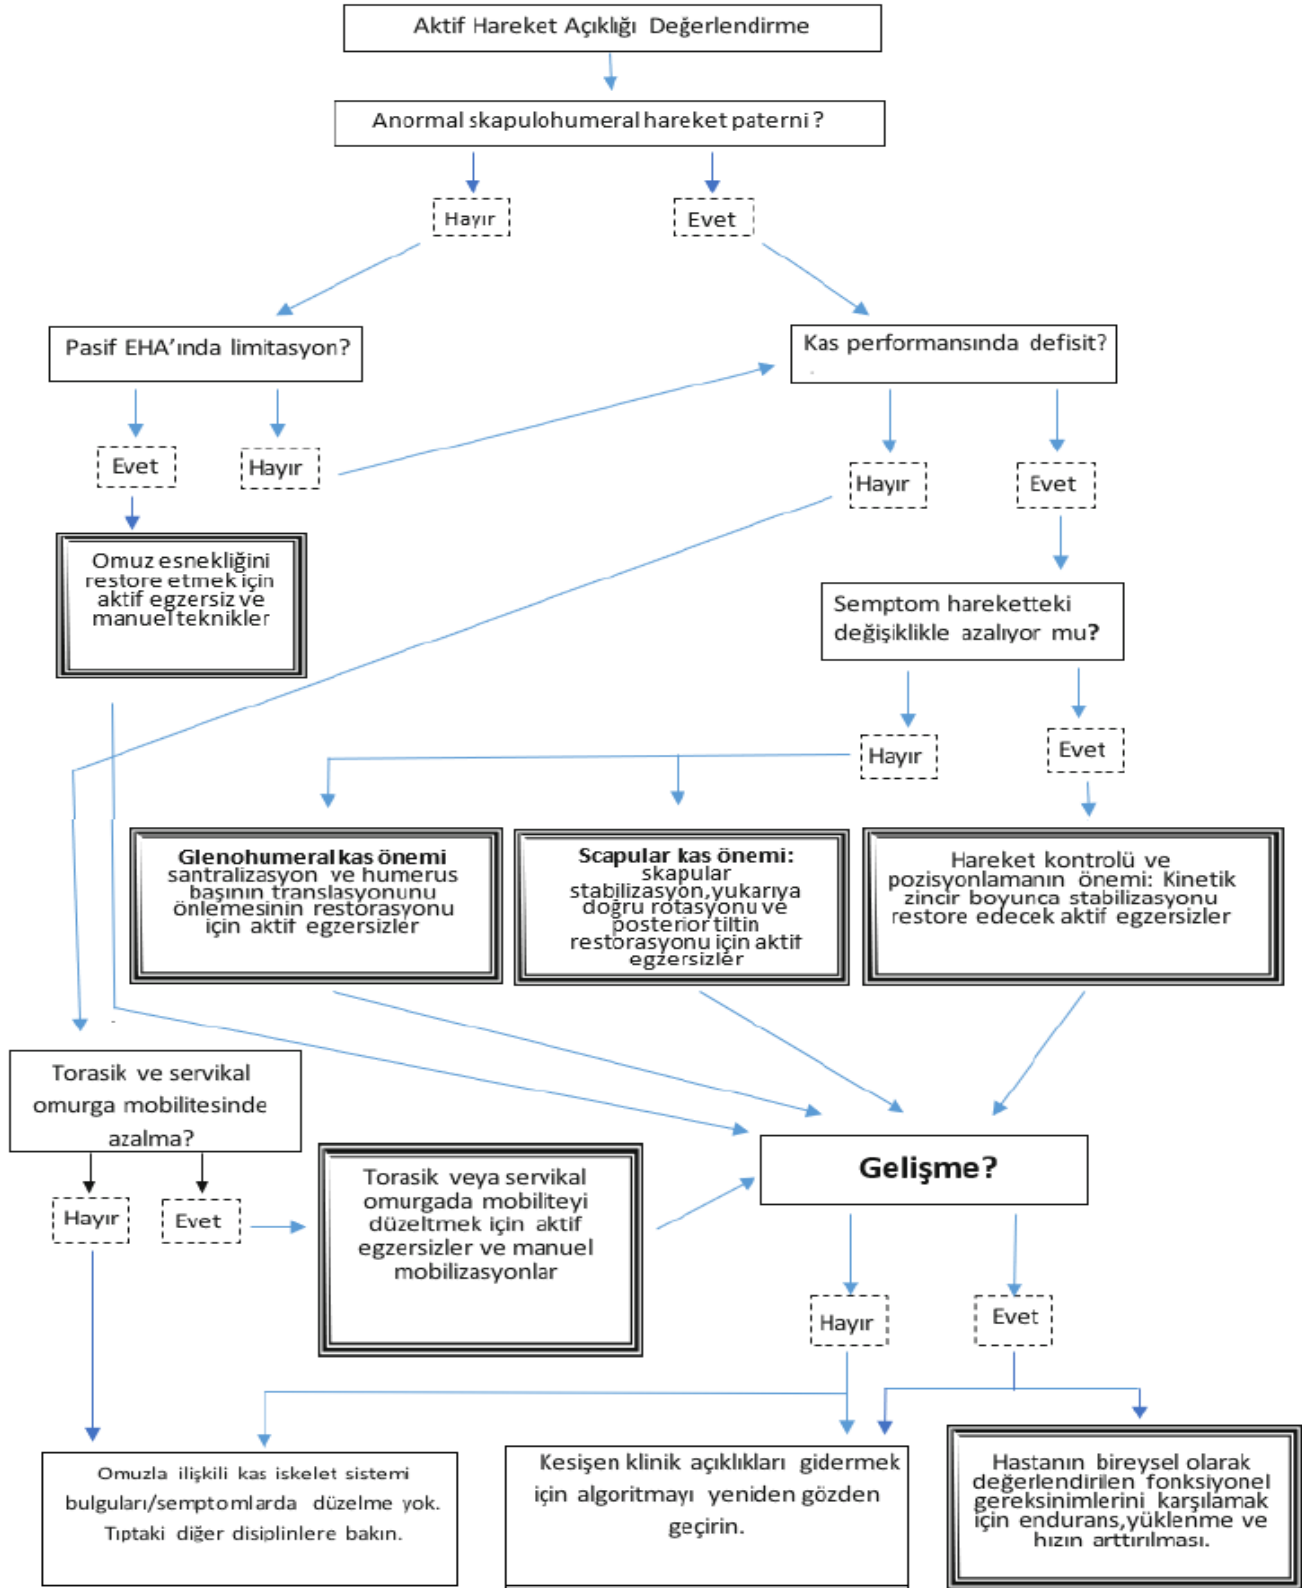 Aktif Hareket Açıklığı Değerlendirme
Anormal skapulohumeral hareket paterni?
Hayır
Evet
Pasif EHA’ında limitasyon?
Kas performansında defisit?
Evet
Hayır
Hayır
Evet
Omuz esnekliğini
restore etmek için
aktif egzersiz ve
manuel teknikler
Semptom hareketteki
değişiklikle azalıyor mu?
Hayır
Evet
Glenohumeral kas önemi
santralizasyon ve humerus
başının translasyonunu
önlemesinin restorasyonu
için aktif egzersizler
Scapular kas önemi:
skapular
stabilizasyon,yukarıya
doğru rotasyonu ve
posterior tiltin
restorasyonu için aktif
egzersizler
Hareket kontrolü ve
pozisyonlamanın önemi: Kinetik
zincir boyunca stabilizasyonu
restore edecek aktif egzersizler
Torasik ve servikal
omurga mobilitesinde
azalma?
Hayır
Evet
Torasik veya servikal
omurgada mobiliteyi
düzeltmek için aktif
egzersizler ve manuel
mobilizasyonlar
Gelişme?
Hayır
Evet
Omuzla ilişkili kas iskelet sistemi
bulguları/semptomlarda düzelme yok.
Tıptaki diğer disiplinlere bakın.
Kesişen klinik açıklıkları gidermek
için algoritmayı yeniden gözden
geçirin.
Hastanın bireysel olarak
değerlendirilen fonksiyonel
gereksinimlerini karşılamak
için endurans,yüklenme ve
hızın arttırılması.